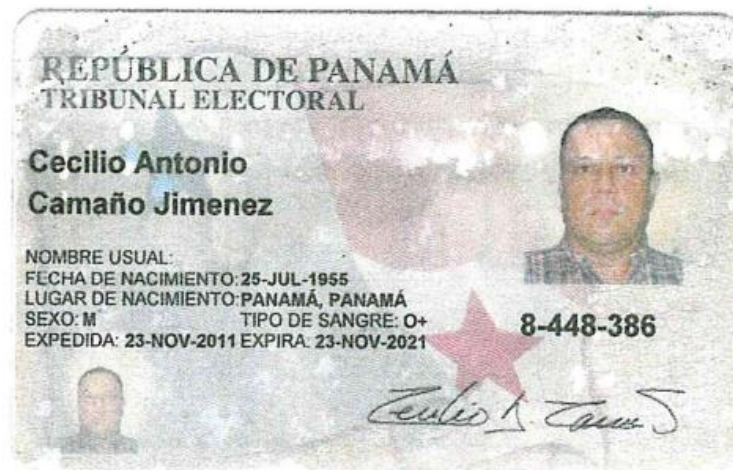 REPÚBLICA DE PANAMÁ
TRIBUNAL ELECTORAL
Cecilio Antonio
Camaño Jimenez
NOMBRE USUAL:
FECHA DE NACIMIENTO: 25-JUL-1955
LUGAR DE NACIMIENTO: PANAMÁ, PANAMÁ
SEXO: M TIPO DE SANGRE: O+
EXPEDIDA: 23-NOV-2011 EXPIRA: 23-NOV-2021
8-448-386